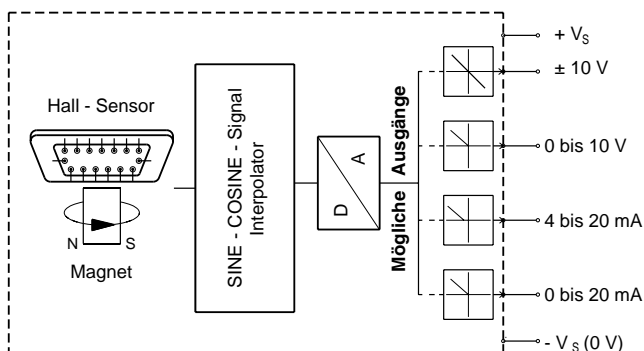 Hall - Sensor
N
S
Magnet
SINE - COSINE - Signal
Interpolator
A
D
Mögliche Ausgänge
+ VS
± 10 V
0 bis 10 V
4 bis 20 mA
0 bis 20 mA
- VS (0 V)